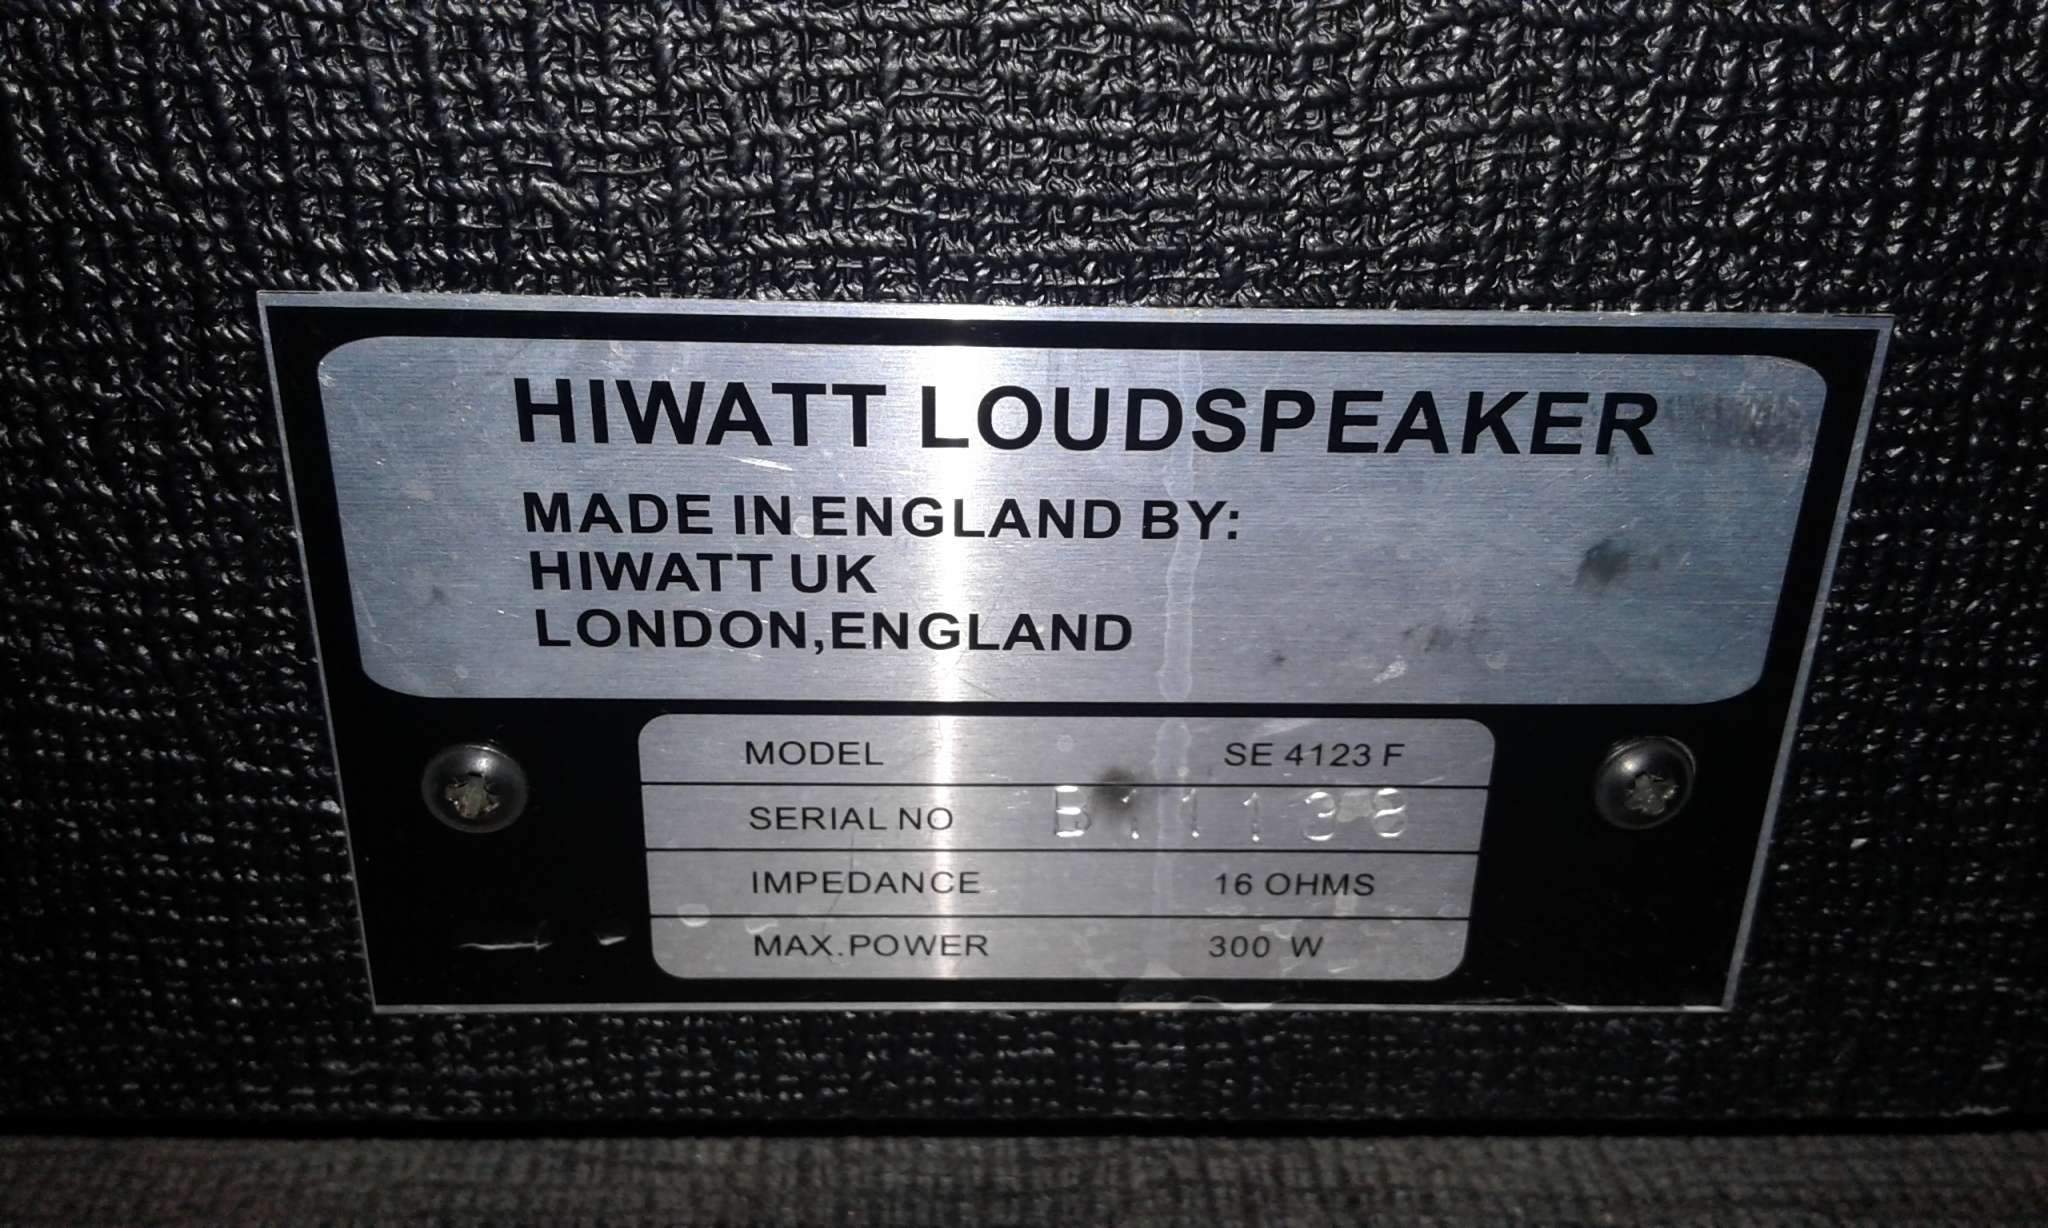 HIWATT LOUDSPEAKER
MADE IN ENGLAND BY:
HIWATT UK
LONDON,ENGLAND
MODEL SE 4123 F
SERIAL NO B11138
IMPEDANCE 16 OHMS
MAX.POWER 300 W